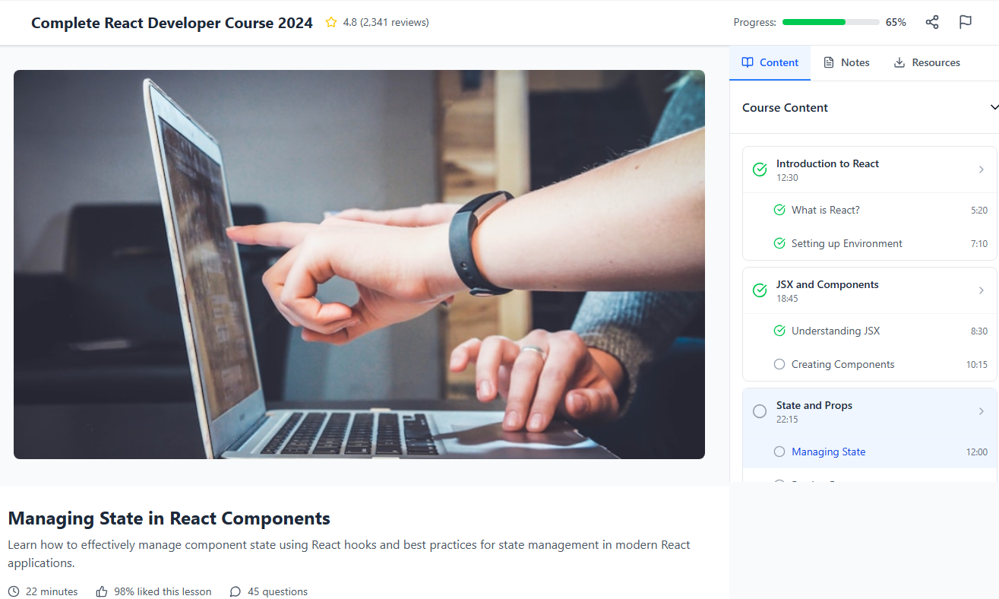 Complete React Developer Course 2024
4.8 (2,341 reviews)
Progress:
65%
Content
Notes
Resources
Course Content
Introduction to React
12:30
What is React?
5:20
Setting up Environment
7:10
JSX and Components
18:45
Understanding JSX
8:30
Creating Components
10:15
State and Props
22:15
Managing State
12:00
Managing State in React Components
Learn how to effectively manage component state using React hooks and best practices for state management in modern React
applications.
22 minutes
98% liked this lesson
45 questions